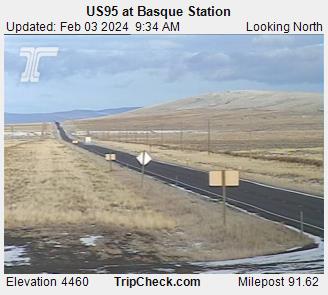 US95 at Basque Station
Updated: Feb 03 2024 9:34 AM Looking North
Elevation 4460 TripCheck.com Milepost 91.62